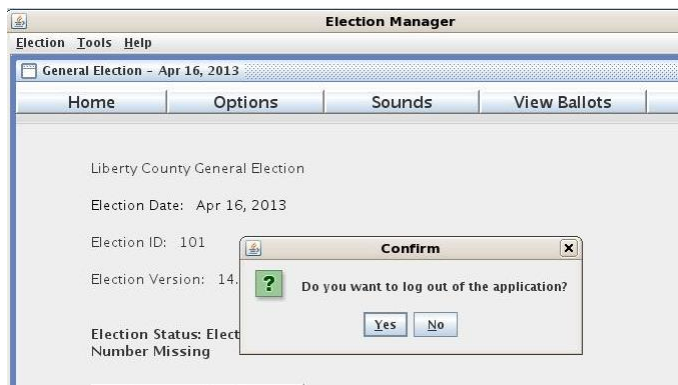 Election Manager
Election Tools Help
General Election - Apr 16, 2013
Home Options Sounds View Ballots
Liberty County General Election
Election Date: Apr 16, 2013
Election ID: 101
Election Version: 14.
Election Status: Elect
Number Missing
Confirm
Do you want to log out of the application?
Yes No